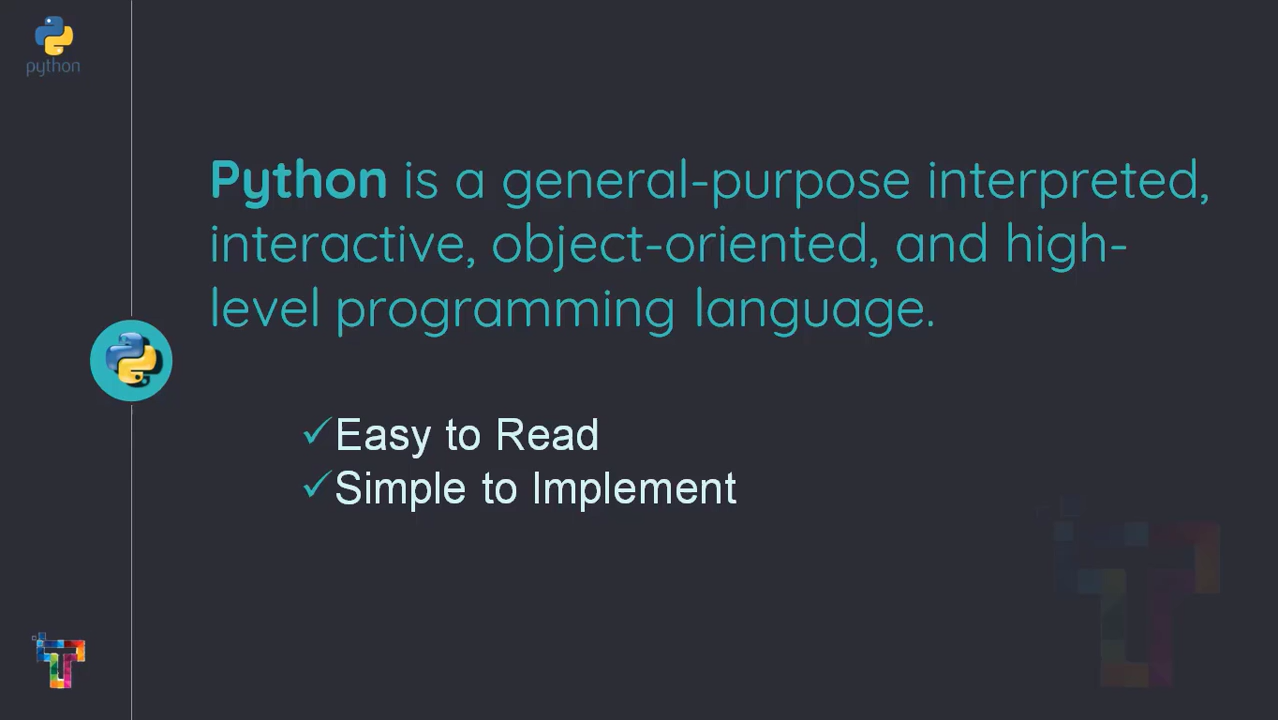 python
Python is a general-purpose interpreted,
interactive, object-oriented, and high-
level programming language.
✓Easy to Read
✓Simple to Implement